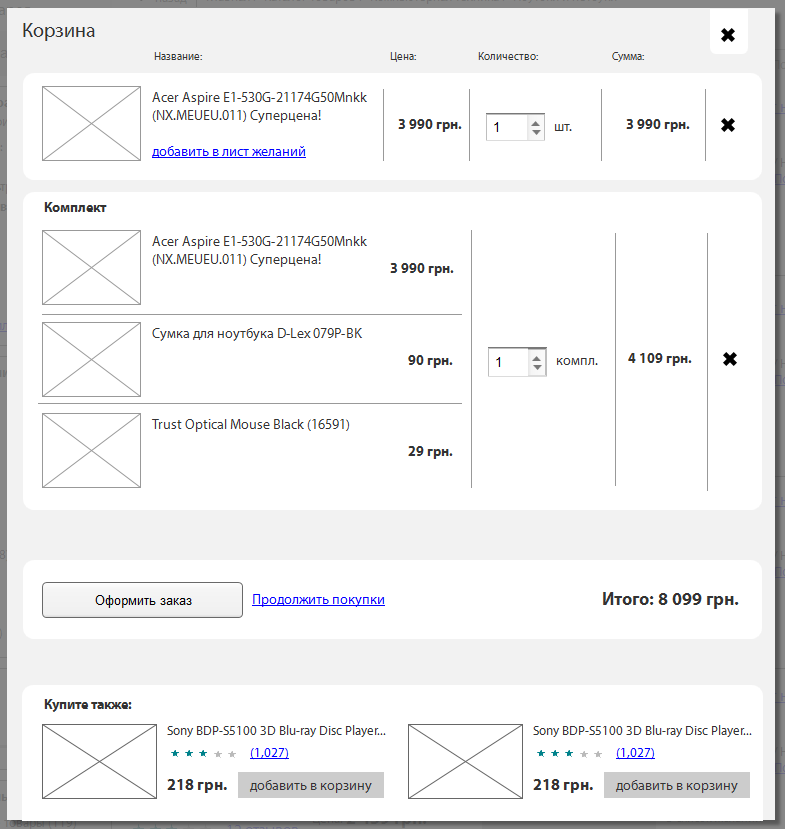 Корзина
Название: Цена: Количество: Сумма:
Acer Aspire E1-530G-21174G50Mnkk
(NX.MEUEU.011) Суперцена!
3 990 грн. 1 шт. 3 990 грн.
добавить в лист желаний
Комплект
Acer Aspire E1-530G-21174G50Mnkk
(NX.MEUEU.011) Суперцена!
3 990 грн.
Сумка для ноутбука D-Lex 079P-BK
90 грн.
1 компл. 4 109 грн.
Trust Optical Mouse Black (16591)
29 грн.
Оформить заказ Продолжить покупки Итого: 8 099 грн.
Купите также:
Sony BDP-S5100 3D Blu-ray Disc Player...
(1,027)
218 грн. добавить в корзину
Sony BDP-S5100 3D Blu-ray Disc Player...
(1,027)
218 грн. добавить в корзину